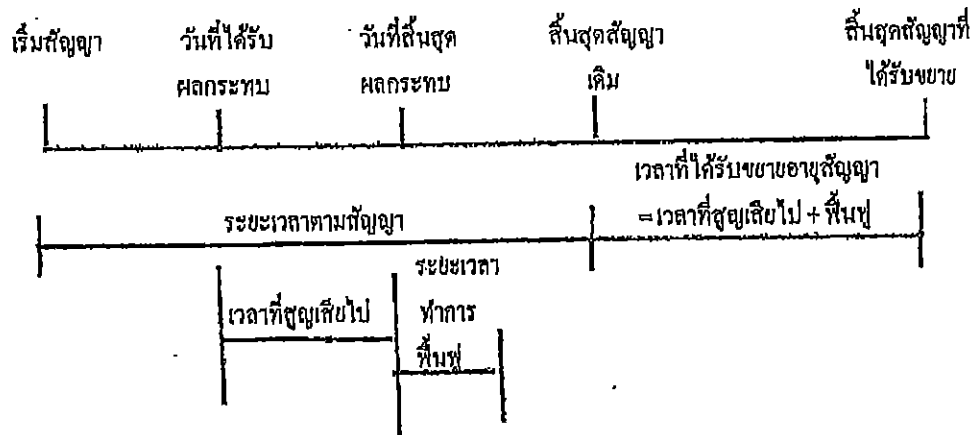 เริ่มสัญญา
วันที่ได้รับ
ผลกระทบ
วันที่สิ้นสุด
ผลกระทบ
สิ้นสุดสัญญา
เดิม
สิ้นสุดสัญญาที่
ได้รับขยาย
เวลาที่ได้รับขยายอายุสัญญา
=เวลาที่สูญเสียไป + ฟื้นฟู
ระยะเวลาตามสัญญา
เวลาที่สูญเสียไป
ระยะเวลา
ทำการ
ฟื้นฟู